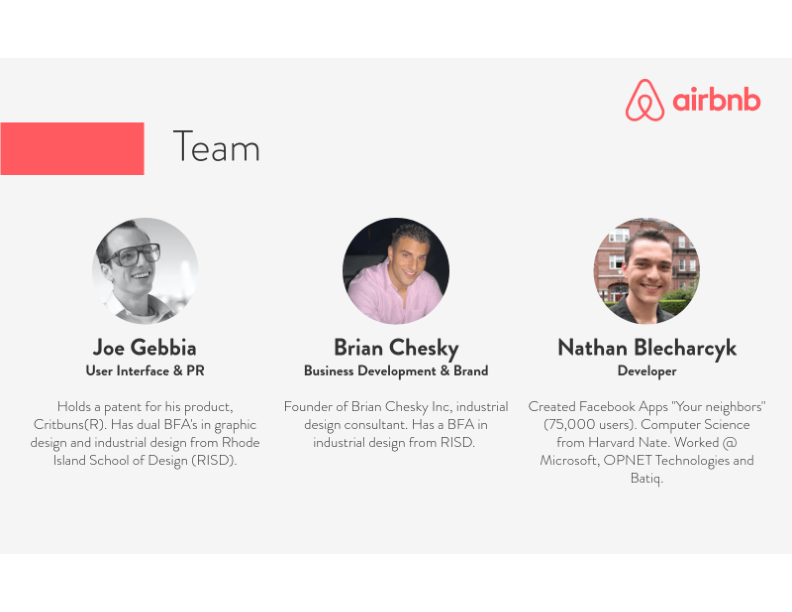 airbnb
Team
Joe Gebbia
User Interface & PR
Holds a patent for his product,
Critbuns(R). Has dual BFA's in graphic
design and industrial design from Rhode
Island School of Design (RISD).
Brian Chesky
Business Development & Brand
Founder of Brian Chesky Inc, industrial
design consultant. Has a BFA in
industrial design from RISD.
Nathan Blecharcyk
Developer
Created Facebook Apps "Your neighbors"
(75,000 users). Computer Science
from Harvard Nate. Worked @
Microsoft, OPNET Technologies and
Batiq.